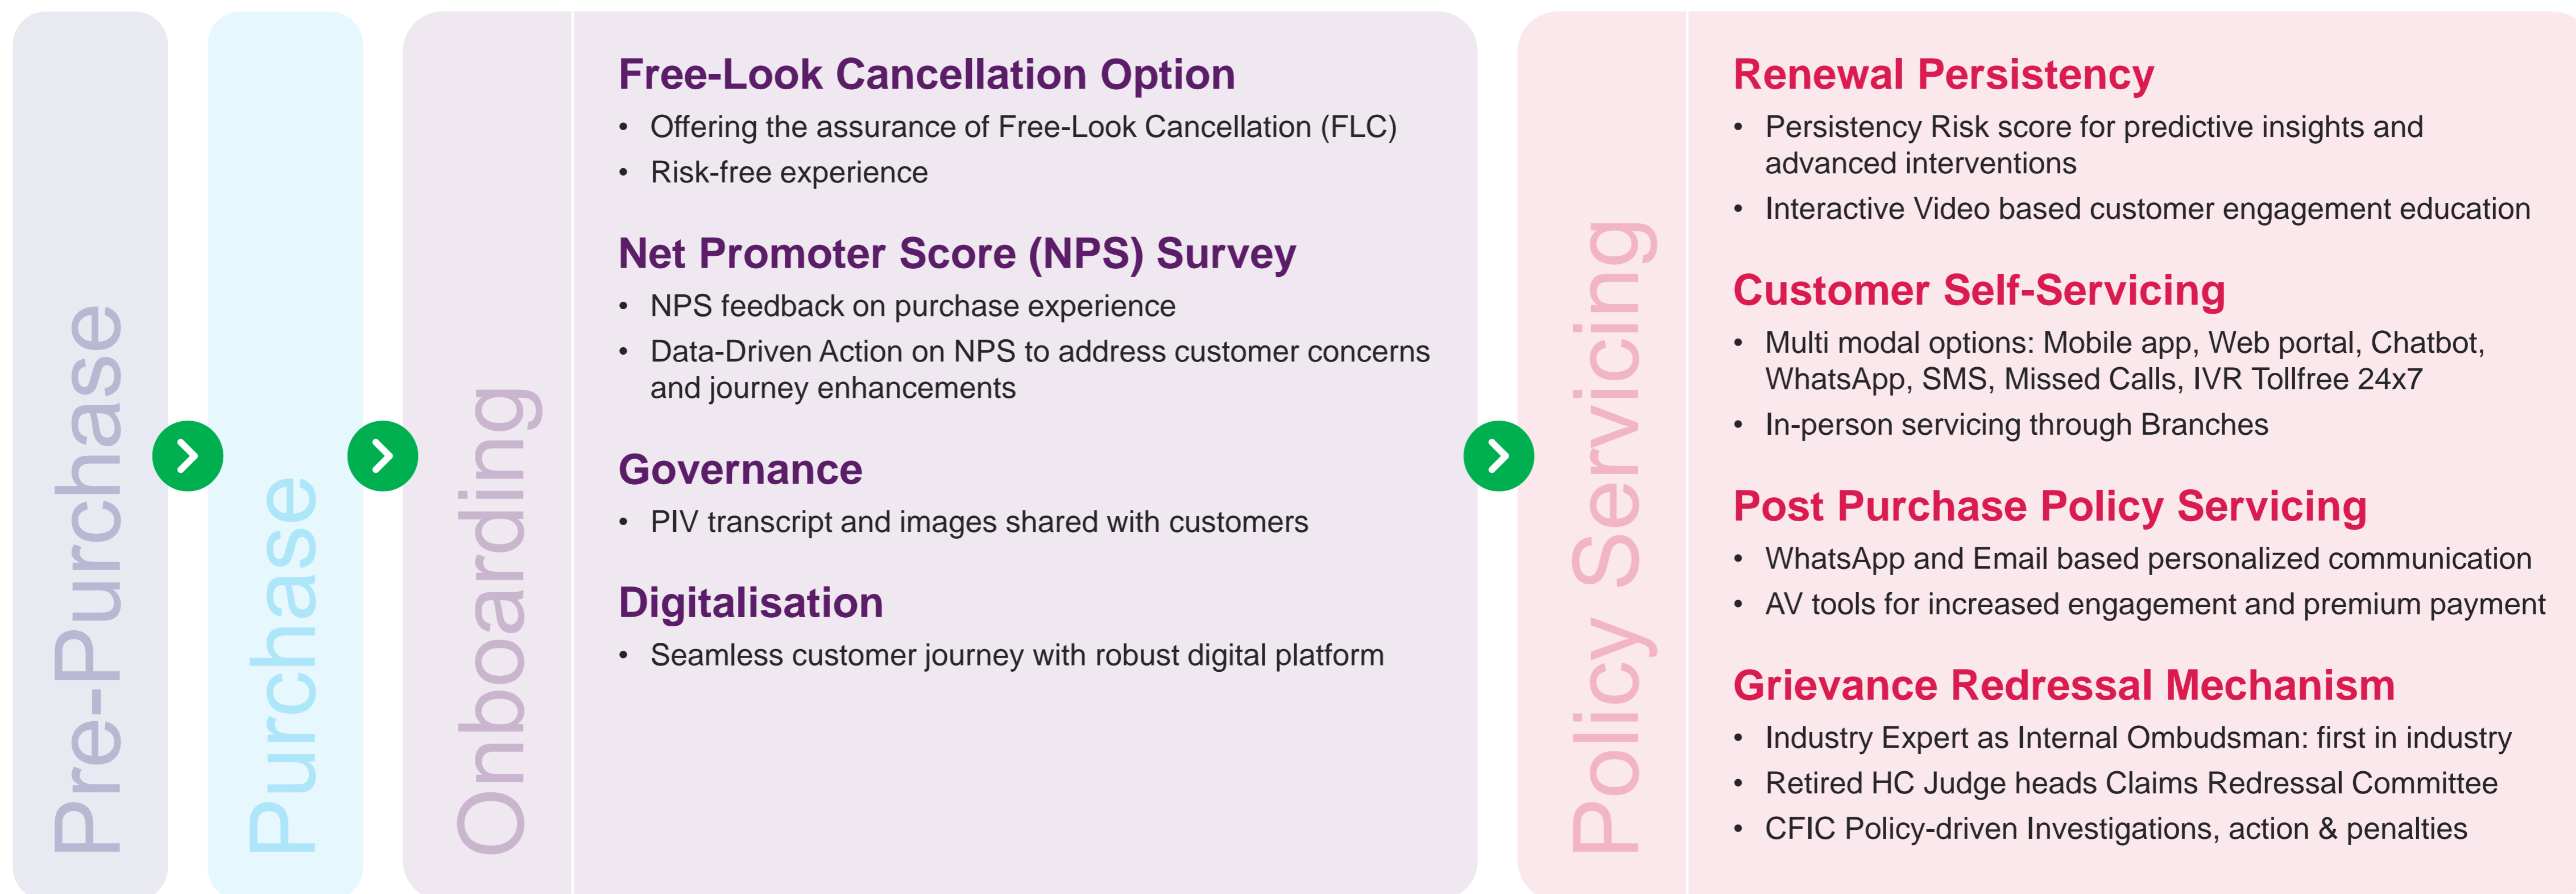 Pre-Purchase
Purchase
Onboarding
Free-Look Cancellation Option
• Offering the assurance of Free-Look Cancellation (FLC)
• Risk-free experience
Net Promoter Score (NPS) Survey
• NPS feedback on purchase experience
• Data-Driven Action on NPS to address customer concerns
and journey enhancements
Governance
• PIV transcript and images shared with customers
Digitalisation
• Seamless customer journey with robust digital platform
Policy Servicing
Renewal Persistency
• Persistency Risk score for predictive insights and
advanced interventions
• Interactive Video based customer engagement education
Customer Self-Servicing
• Multi modal options: Mobile app, Web portal, Chatbot,
WhatsApp, SMS, Missed Calls, IVR Tollfree 24x7
• In-person servicing through Branches
Post Purchase Policy Servicing
• WhatsApp and Email based personalized communication
• AV tools for increased engagement and premium payment
Grievance Redressal Mechanism
• Industry Expert as Internal Ombudsman: first in industry
• Retired HC Judge heads Claims Redressal Committee
• CFIC Policy-driven Investigations, action & penalties